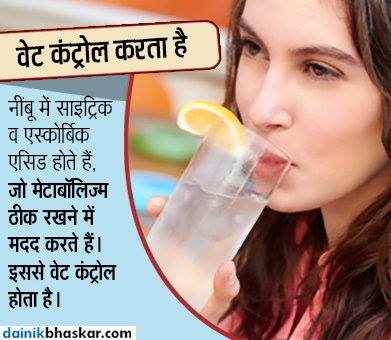 वेट कंट्रोल करता है
नींबू में साइट्रिक
व एस्कोर्बिक
एसिड होते हैं,
जो मेटाबॉलिज्म
ठीक रखने में
मदद करते हैं।
इससे वेट कंट्रोल
होता है।
dainikbhaskar.com